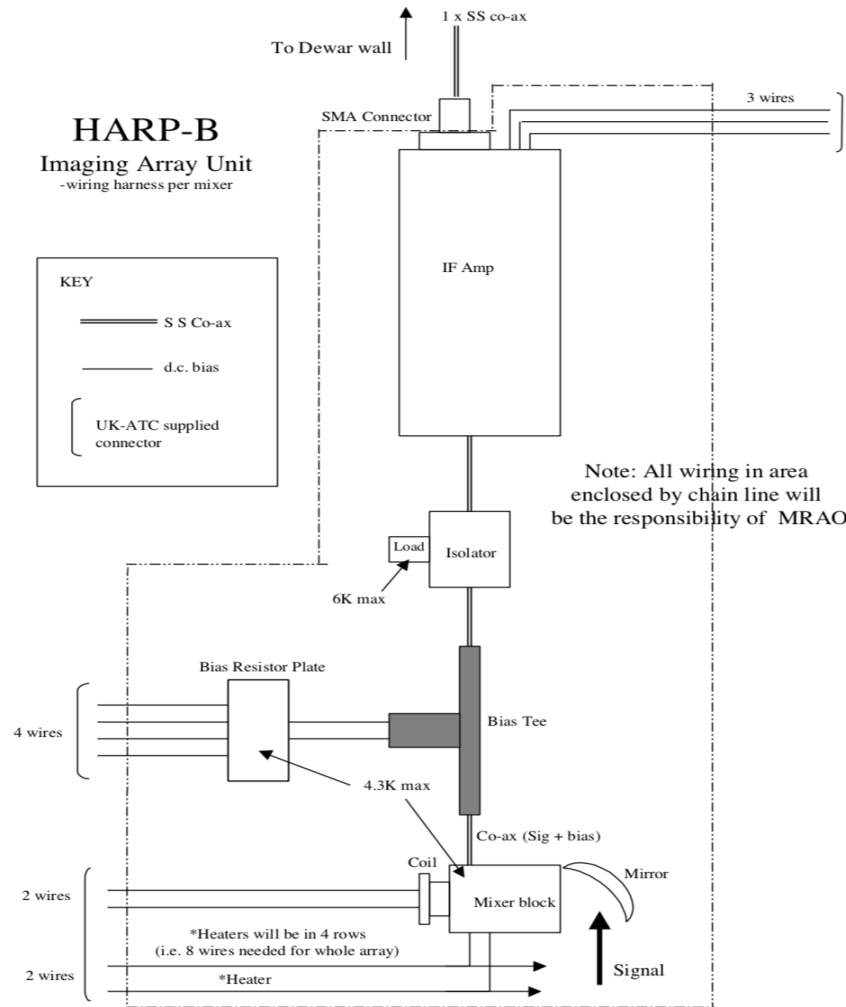 1 x SS co-ax
To Dewar wall
SMA Connector
3 wires
HARP-B
Imaging Array Unit
-wiring harness per mixer
IF Amp
KEY
S S Co-ax
d.c. bias
UK-ATC supplied
connector
Note: All wiring in area
enclosed by chain line will
be the responsibility of MRAO
Load
Isolator
6K max
Bias Resistor Plate
Bias Tee
4 wires
4.3K max
Co-ax (Sig + bias)
Coil
Mirror
2 wires
Mixer block
*Heaters will be in 4 rows
(i.e. 8 wires needed for whole array)
2 wires
*Heater
Signal